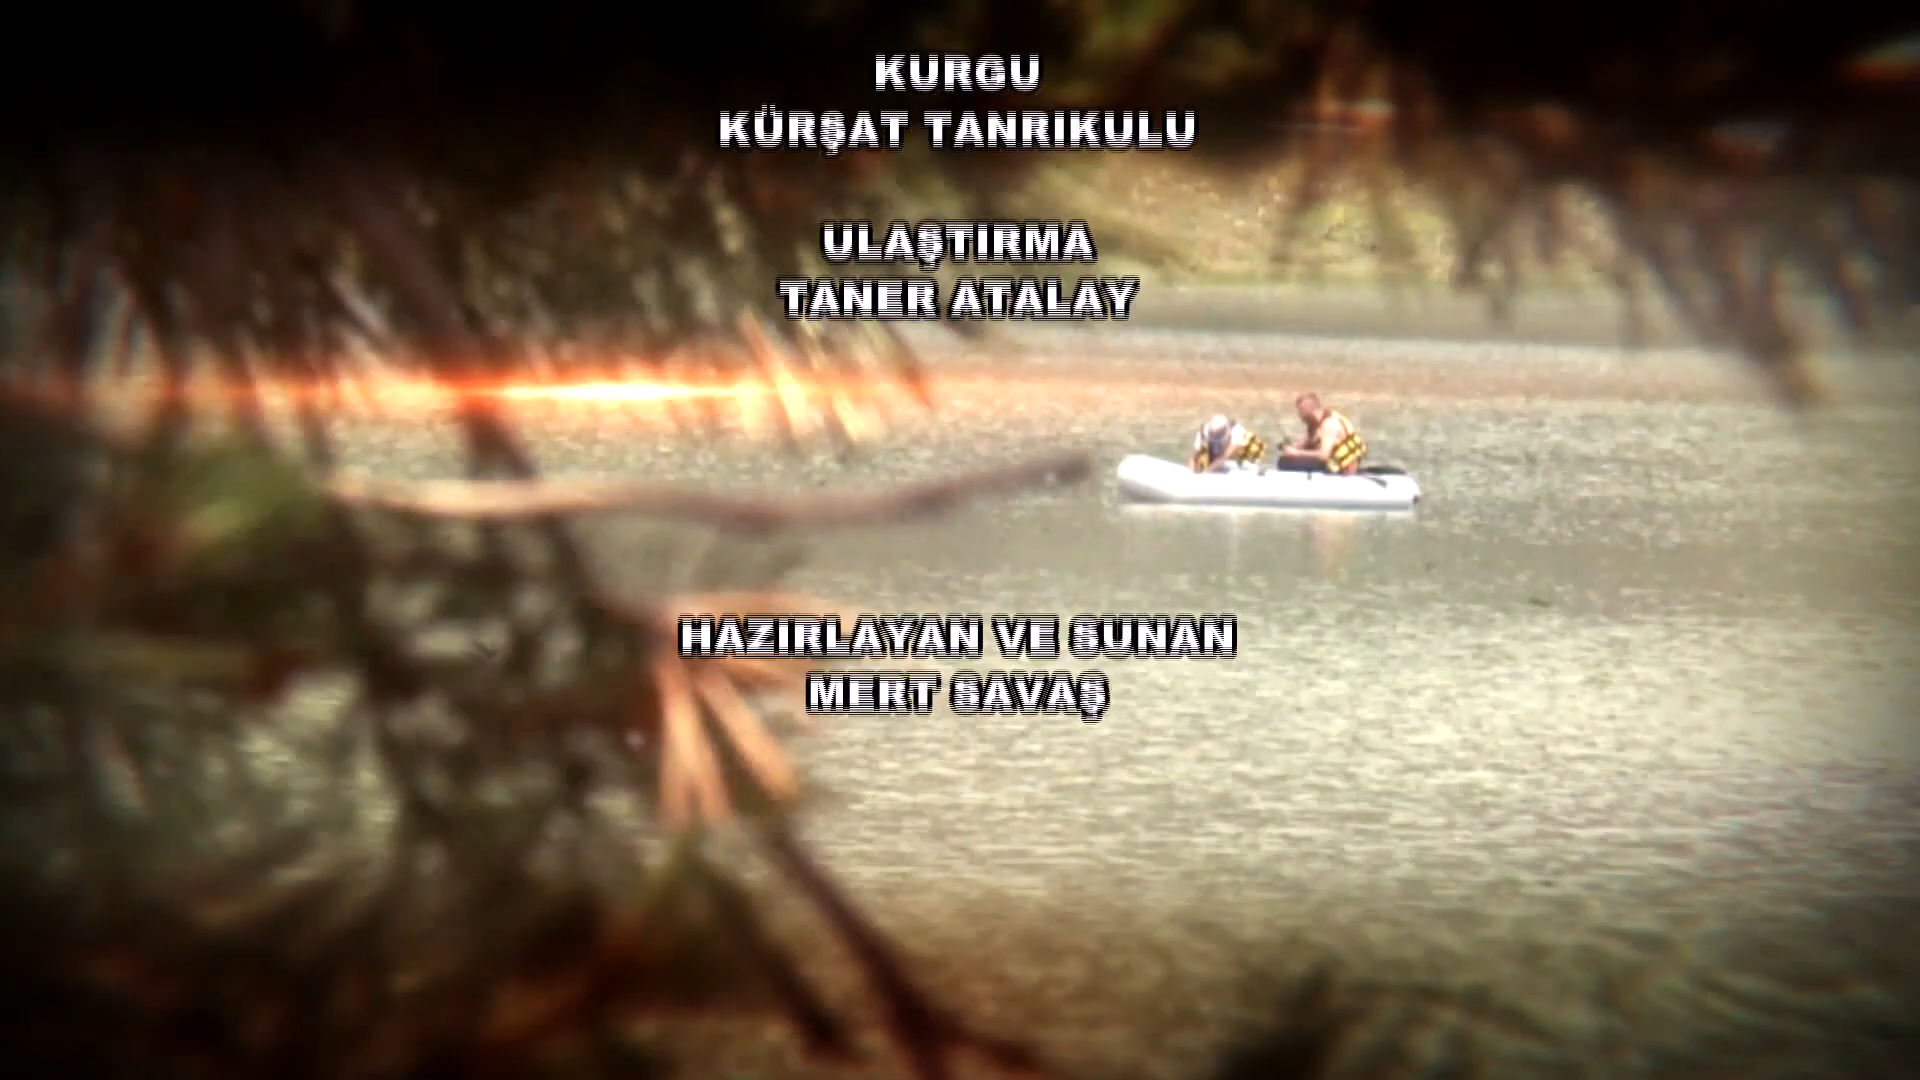 KURGU
KÜRŞAT TANRIKULU
ULAŞTIRMA
TANER ATALAY
HAZIRLAYAN VE SUNAN
MERT SAVAŞ